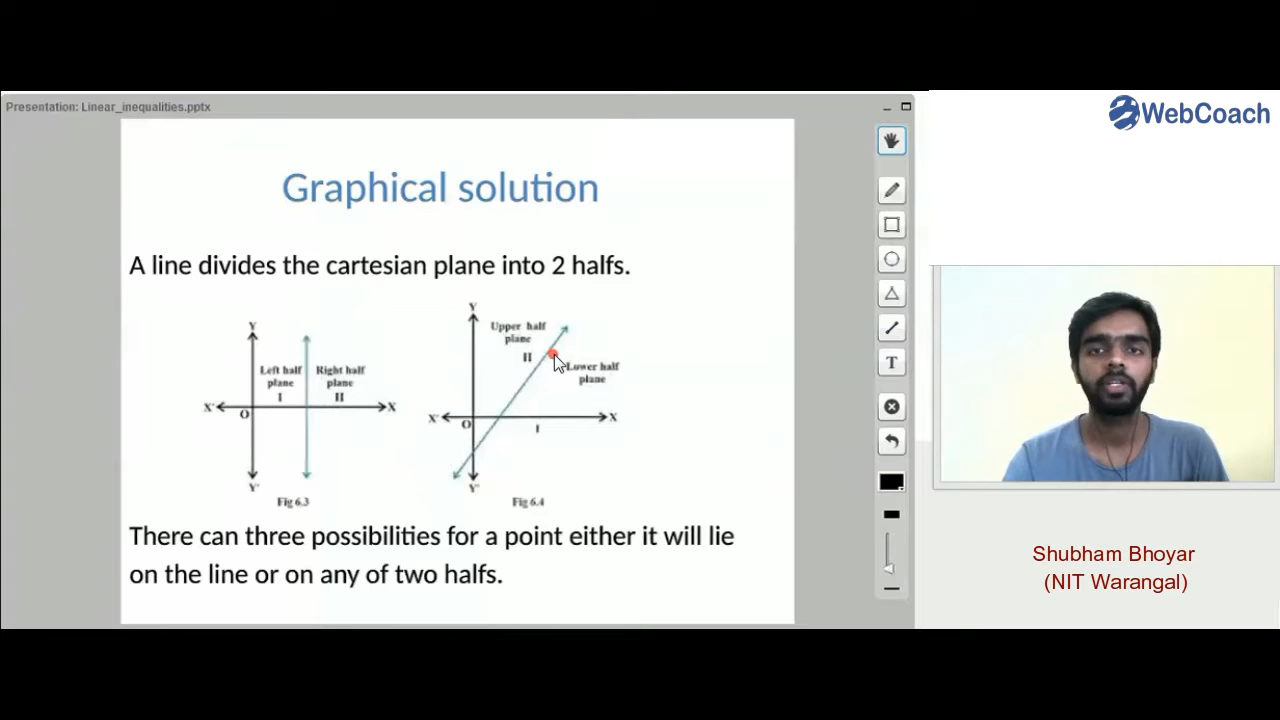 Presentation: Linear_inequalities.pptx
WebCoach
Graphical solution
A line divides the cartesian plane into 2 halfs.
Y
Left half
plane
I
Right half
plane
II
X'
O
X
Y'
Fig 6.3
Y
Upper half
plane
II
Lower half
plane
X'
O
X
I
Y'
Fig 6.4
There can three possibilities for a point either it will lie
on the line or on any of two halfs.
T
Shubham Bhoyar
(NIT Warangal)